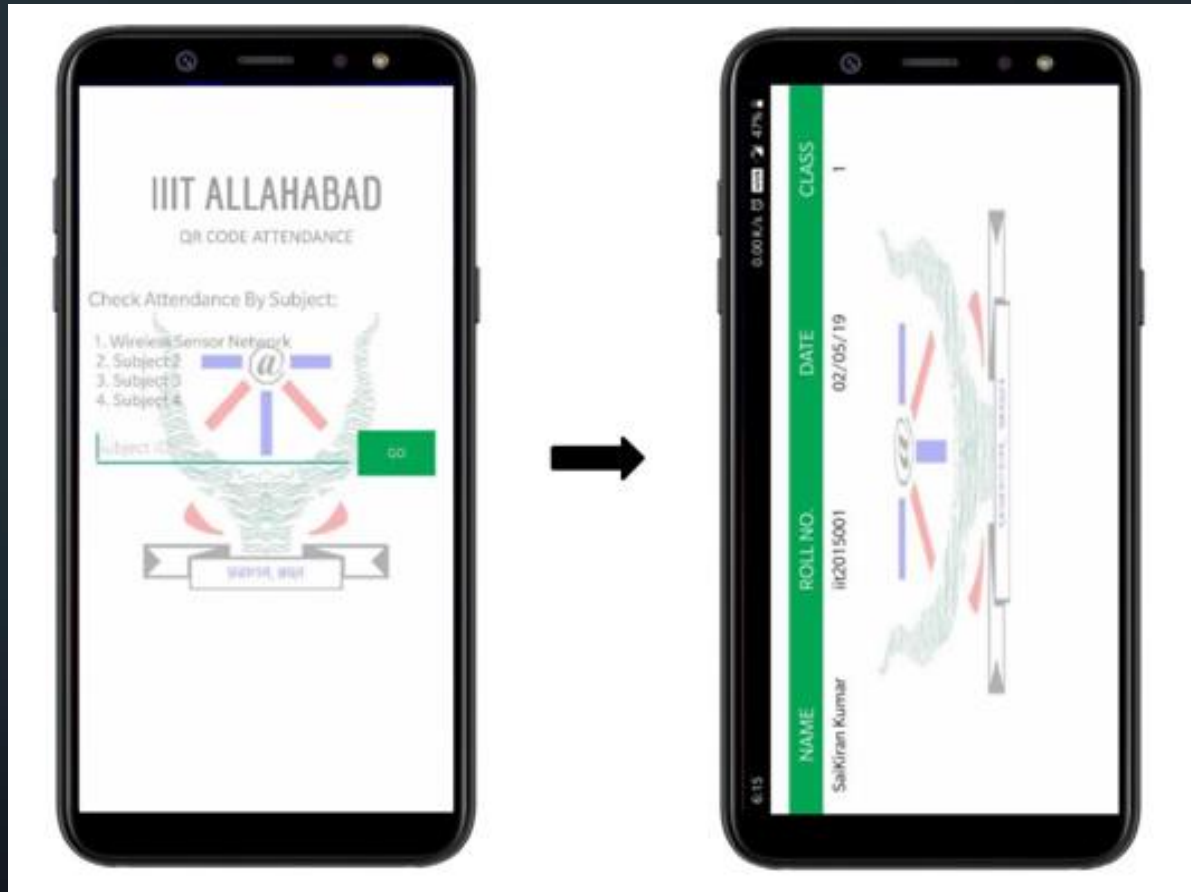 IIIT ALLAHABAD
QR CODE ATTENDANCE
Check Attendance By Subject:
1. Wireless Sensor Network
2. Subject 2
3. Subject 3
4. Subject 4
Subject ID
GO
6:15 0.00 K/s 47%
NAME ROLL NO. DATE CLASS
SaiKiran Kumar iit2015001 02/05/19 1